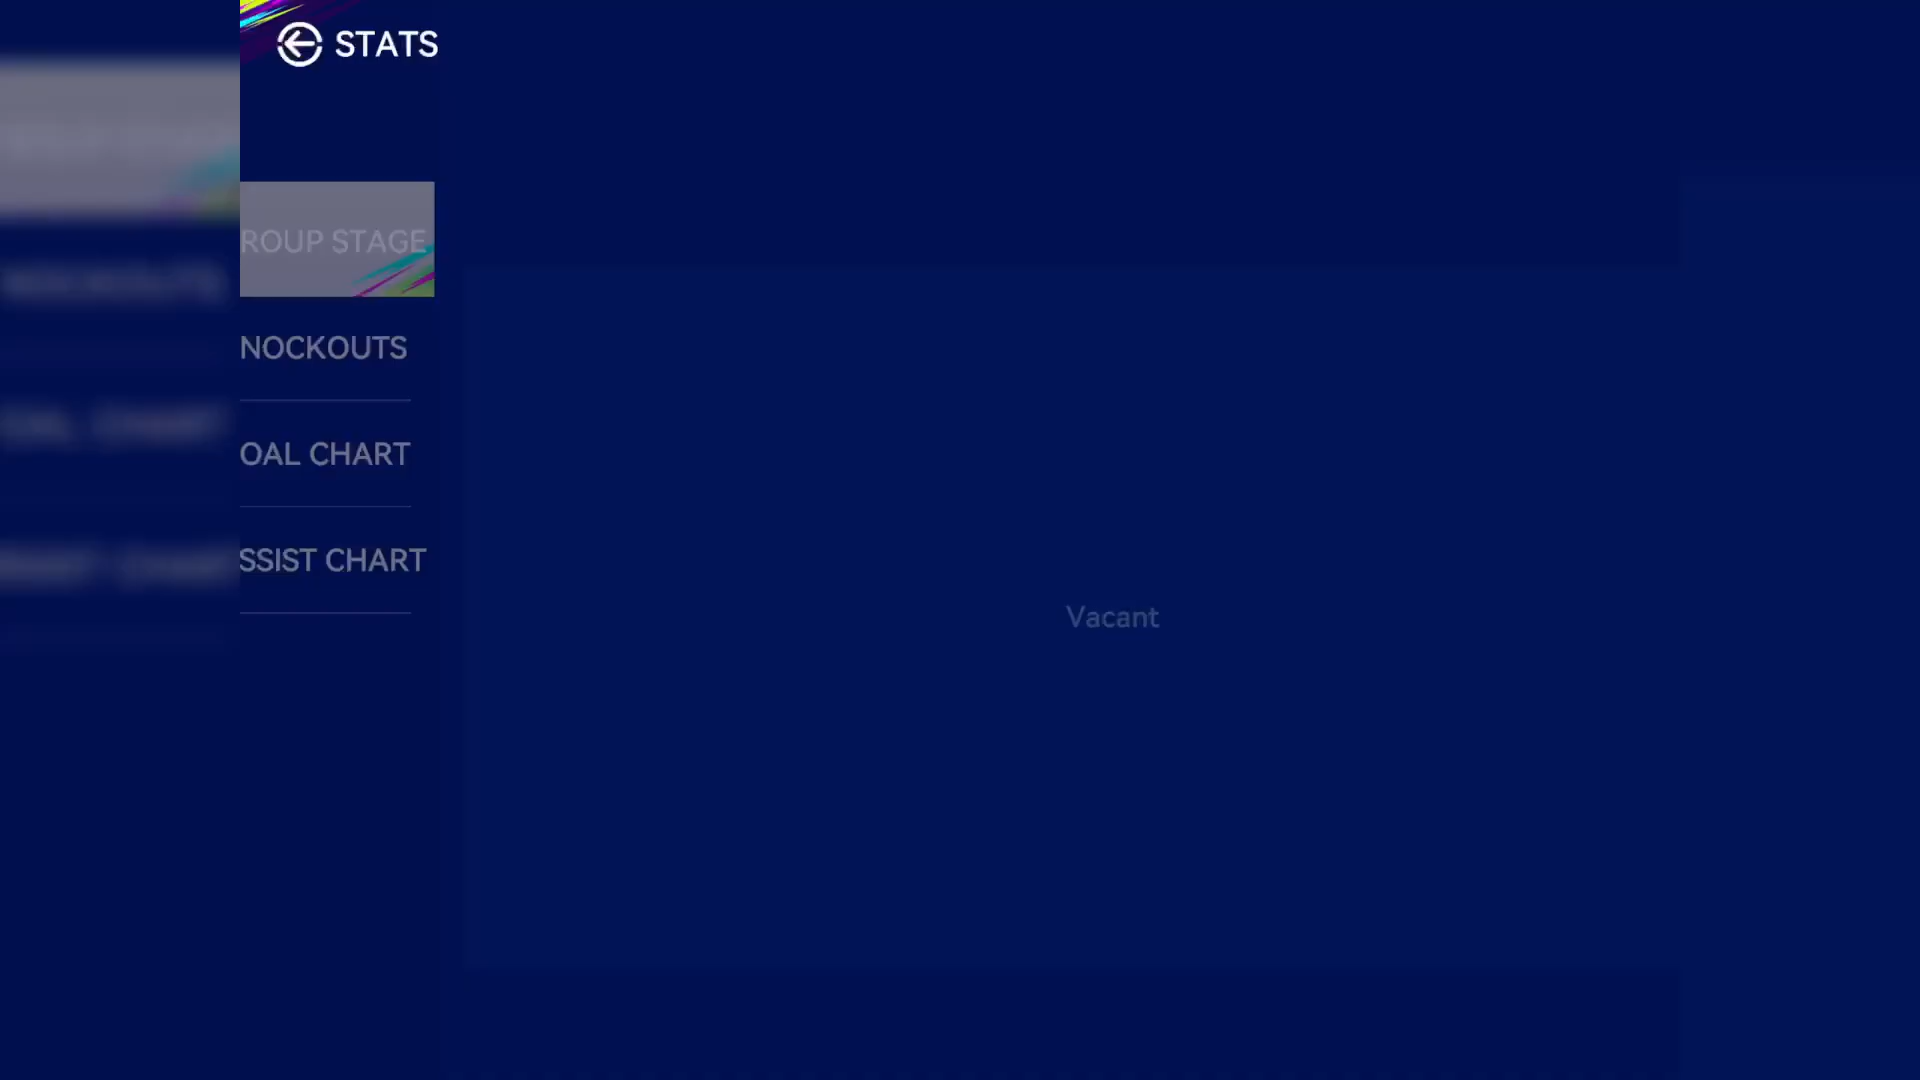 STATS
ROUP STAGE
NOCKOUTS
OAL CHART
SSIST CHART
Vacant